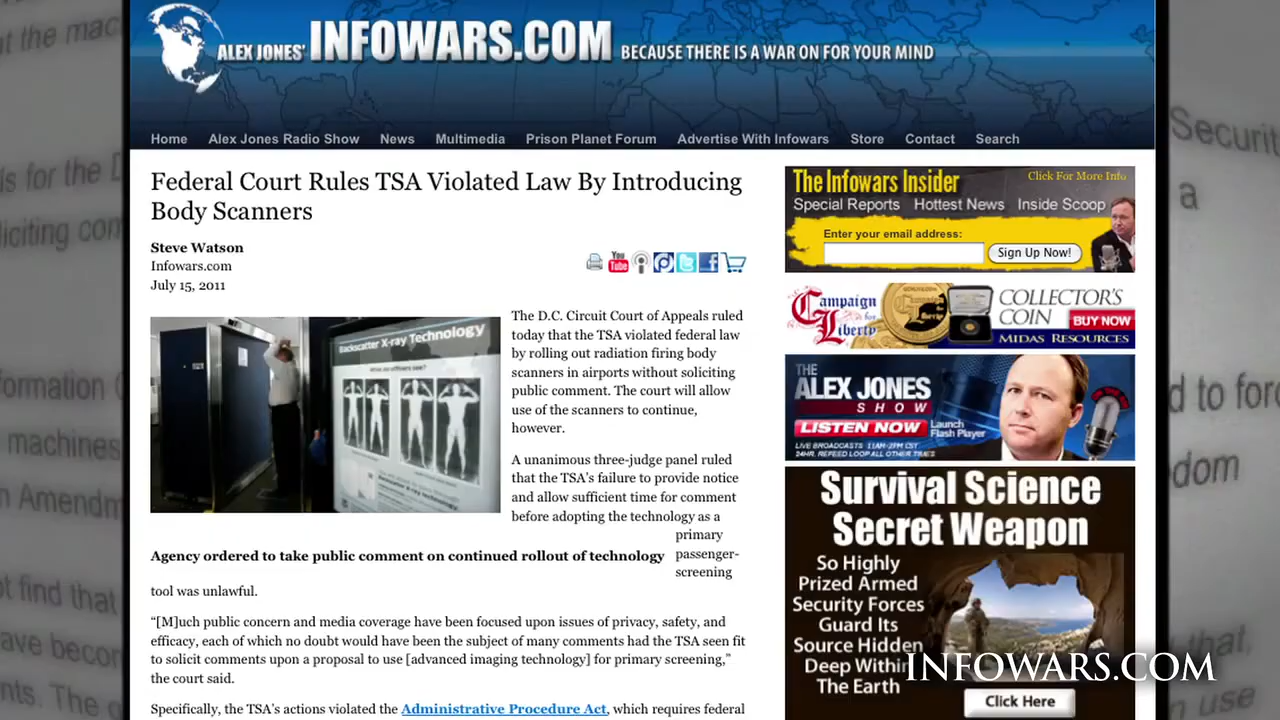 ALEX JONES' INFOWARS.COM BECAUSE THERE IS A WAR ON FOR YOUR MIND
Home Alex Jones Radio Show News Multimedia Prison Planet Forum Advertise With Infowars Store Contact Search
Federal Court Rules TSA Violated Law By Introducing
Body Scanners
Steve Watson
Infowars.com
July 15, 2011
You
Tube
Backscatter X-ray Technology
The D.C. Circuit Court of Appeals ruled
today that the TSA violated federal law
by rolling out radiation firing body
scanners in airports without soliciting
public comment. The court will allow
use of the scanners to continue,
however.
A unanimous three-judge panel ruled
that the TSA's failure to provide notice
and allow sufficient time for comment
before adopting the technology as a
primary
passenger-
screening
Agency ordered to take public comment on continued rollout of technology
tool was unlawful.
“[M]uch public concern and media coverage have been focused upon issues of privacy, safety, and
efficacy, each of which no doubt would have been the subject of many comments had the TSA seen fit
to solicit comments upon a proposal to use [advanced imaging technology] for primary screening,”
the court said.
Specifically, the TSA's actions violated the Administrative Procedure Act, which requires federal
The Infowars Insider
Click For More Info
Special Reports Hottest News Inside Scoop
Enter your email address:
Sign Up Now!
Campaign
for
Liberty
COLLECTOR'S
COIN
BUY NOW
MIDAS RESOURCES
THE
ALEX JONES
SHOW
LISTEN NOW
Launch
Flash Player
LIVE BROADCASTS 11AM-2PM CST
24HR. REFEED LOOP ALL OTHER TIMES
Survival Science
Secret Weapon
So Highly
Prized Armed
Security Forces
Guard Its
Source Hidden
Deep Within
The Earth
Click Here
INFOWARS.COM